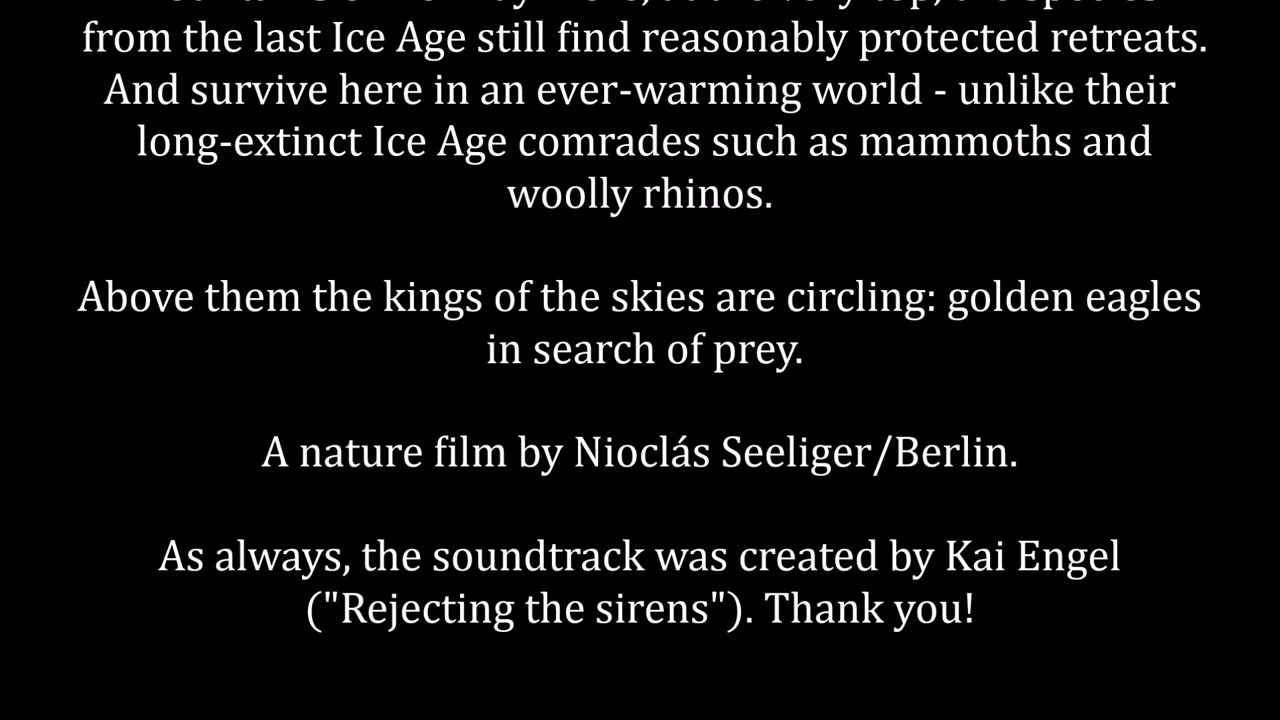 from the last Ice Age still find reasonably protected retreats.
And survive here in an ever-warming world - unlike their
long-extinct Ice Age comrades such as mammoths and
woolly rhinos.
Above them the kings of the skies are circling: golden eagles
in search of prey.
A nature film by Nioclás Seeliger/Berlin.
As always, the soundtrack was created by Kai Engel
("Rejecting the sirens"). Thank you!